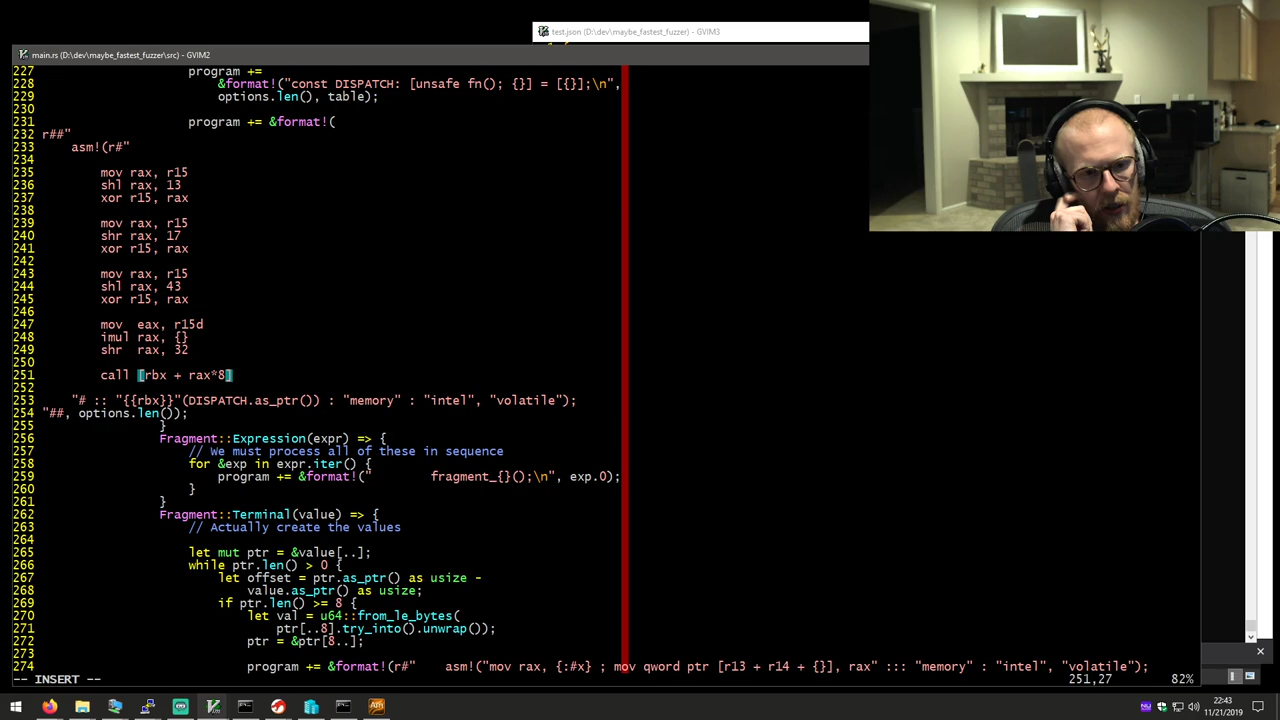 test.json (D:\dev\maybe_fastest_fuzzer) - GVIM3
main.rs (D:\dev\maybe_fastest_fuzzer\src) - GVIM2
227 program +=
228 &format!("const DISPATCH: [unsafe fn(); {}] = [{}];\n",
229 options.len(), table);
230
231 program += &format!(
232 r##"
233 asm!(r#"
234
235 mov rax, r15
236 shl rax, 13
237 xor r15, rax
238
239 mov rax, r15
240 shr rax, 17
241 xor r15, rax
242
243 mov rax, r15
244 shl rax, 43
245 xor r15, rax
246
247 mov eax, r15d
248 imul rax, {}
249 shr rax, 32
250
251 call [rbx + rax*8]
252
253 "# :: "{{rbx}}"(DISPATCH.as_ptr()) : "memory" : "intel", "volatile");
254 "##, options.len());
255 }
256 Fragment::Expression(expr) => {
257 // We must process all of these in sequence
258 for &exp in expr.iter() {
259 program += &format!(" fragment_{}();\n", exp.0);
260 }
261 }
262 Fragment::Terminal(value) => {
263 // Actually create the values
264
265 let mut ptr = &value[..];
266 while ptr.len() > 0 {
267 let offset = ptr.as_ptr() as usize -
268 value.as_ptr() as usize;
269 if ptr.len() >= 8 {
270 let val = u64::from_le_bytes(
271 ptr[..8].try_into().unwrap());
272 ptr = &ptr[8..];
273
274 program += &format!(r#" asm!("mov rax, {:#x} ; mov qword ptr [r13 + r14 + {}], rax" ::: "memory" : "intel", "volatile");
-- INSERT -- 251,27 82%
22:43
11/21/2019